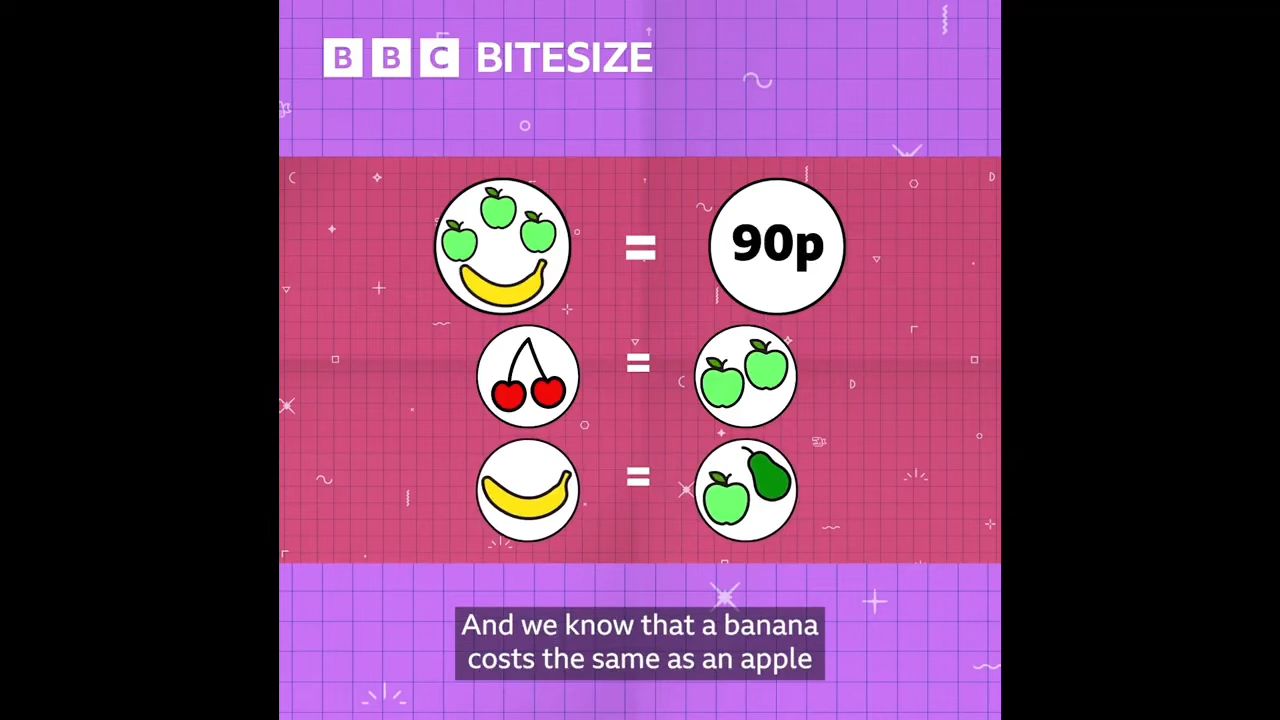 BBC BITESIZE
90p
And we know that a banana
costs the same as an apple